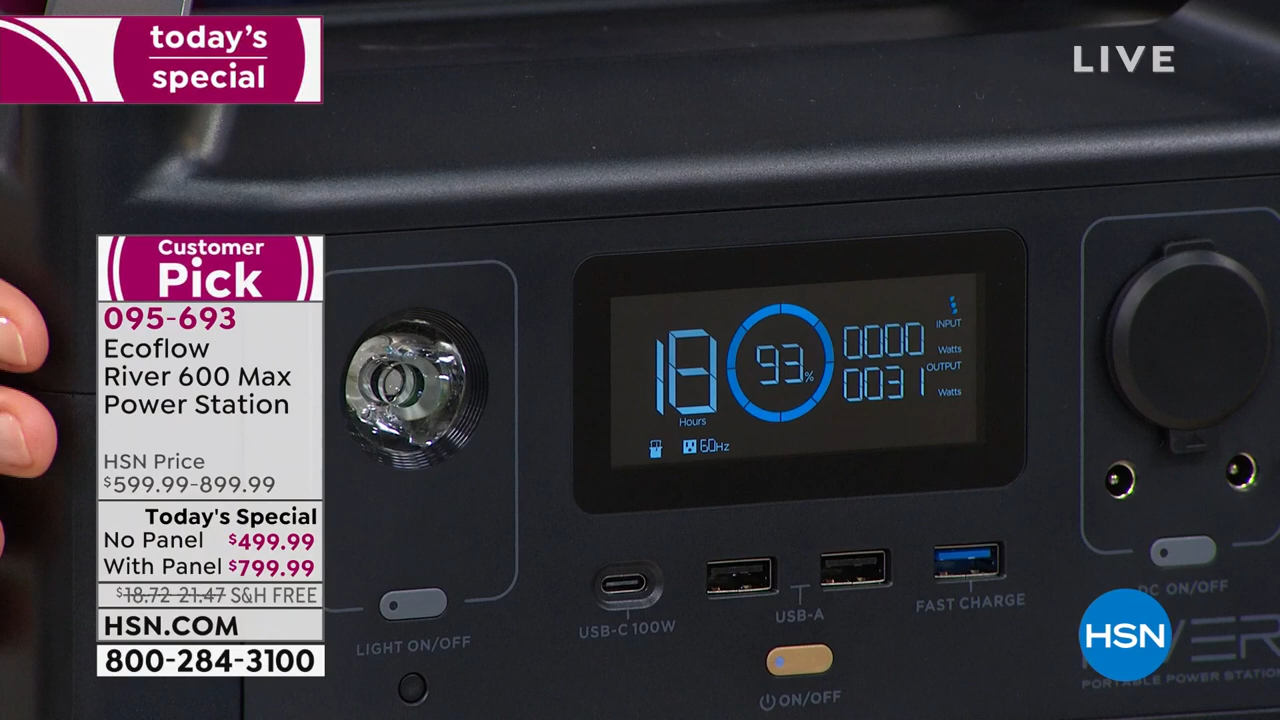 today's
special
LIVE
Customer
Pick
095-693
Ecoflow
River 600 Max
Power Station
HSN Price
$599.99-899.99
Today's Special
No Panel $499.99
With Panel $799.99
$18.72-21.47 S&H FREE
HSN.COM
800-284-3100
18
Hours
93%
0000
INPUT
Watts
0031
OUTPUT
Watts
60Hz
LIGHT ON/OFF
USB-C 100W
USB-A
FAST CHARGE
ON/OFF
DC ON/OFF
HSN
PORTABLE POWER STATION